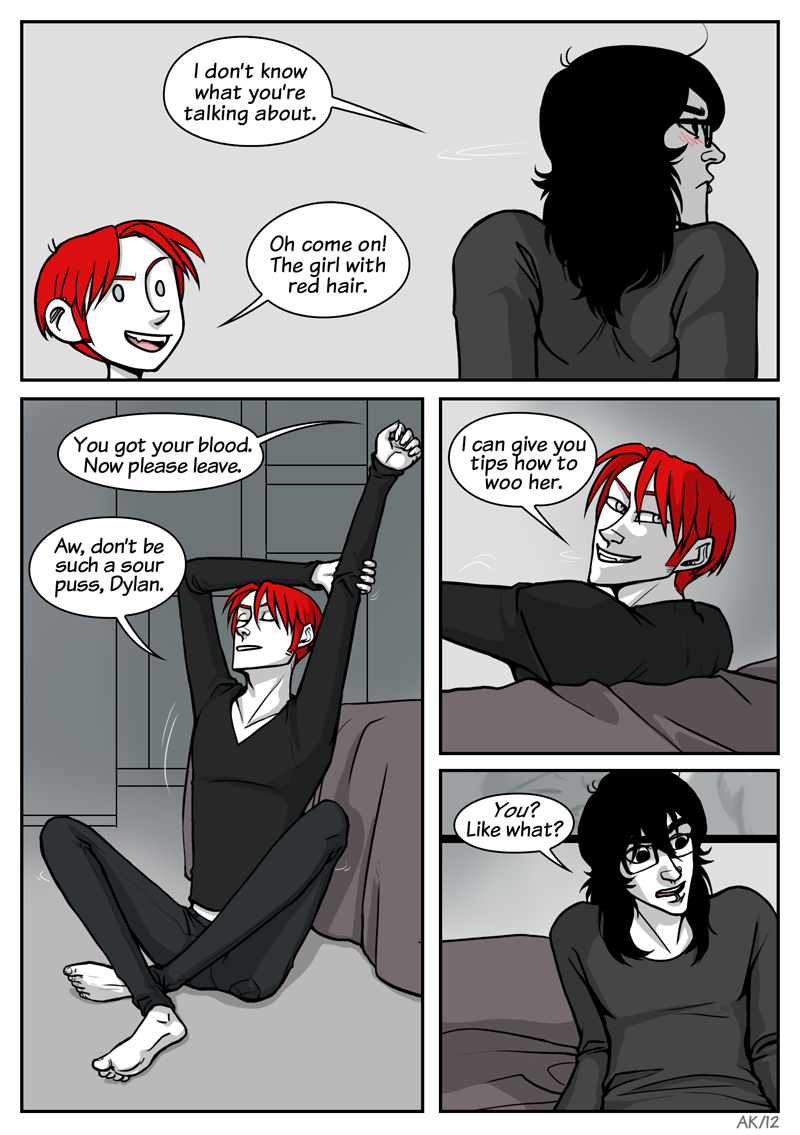 I don't know
what you're
talking about.
Oh come on!
The girl with
red hair.
You got your blood.
Now please leave.
Aw, don't be
such a sour
puss, Dylan.
I can give you
tips how to
woo her.
You?
Like what?
AK/12